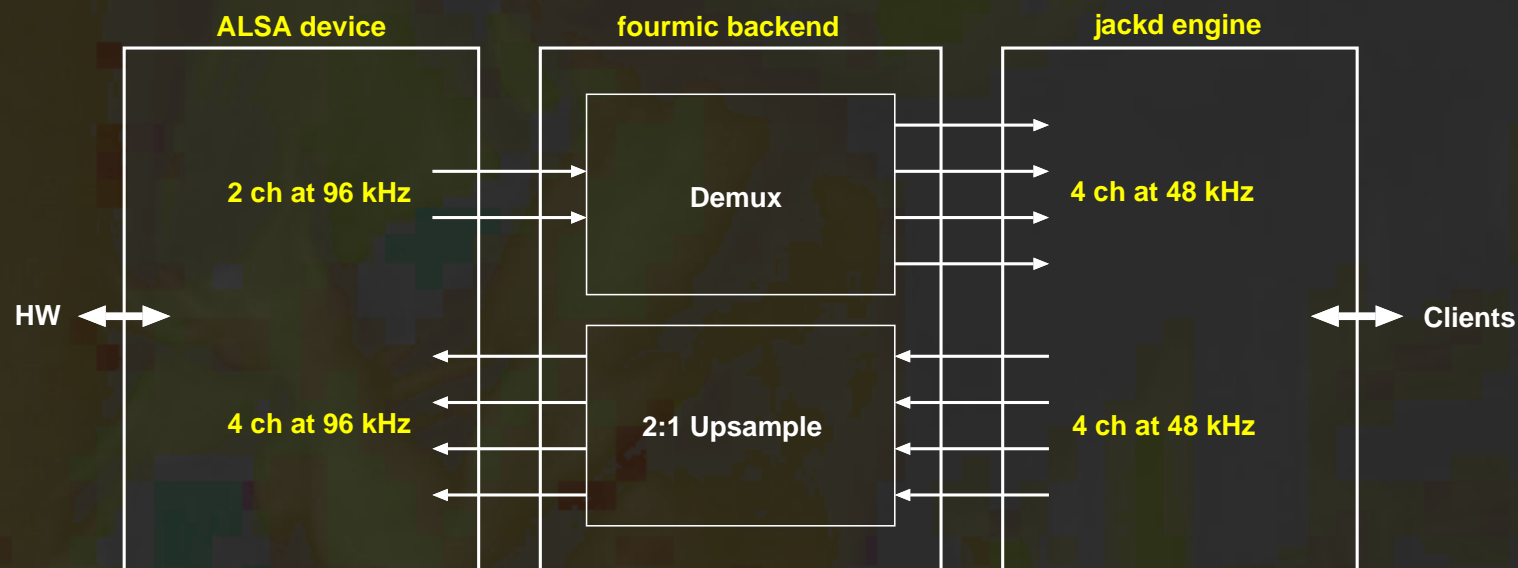 ALSA device
fourmic backend
jackd engine
2 ch at 96 kHz
Demux
4 ch at 48 kHz
HW
Clients
4 ch at 96 kHz
2:1 Upsample
4 ch at 48 kHz